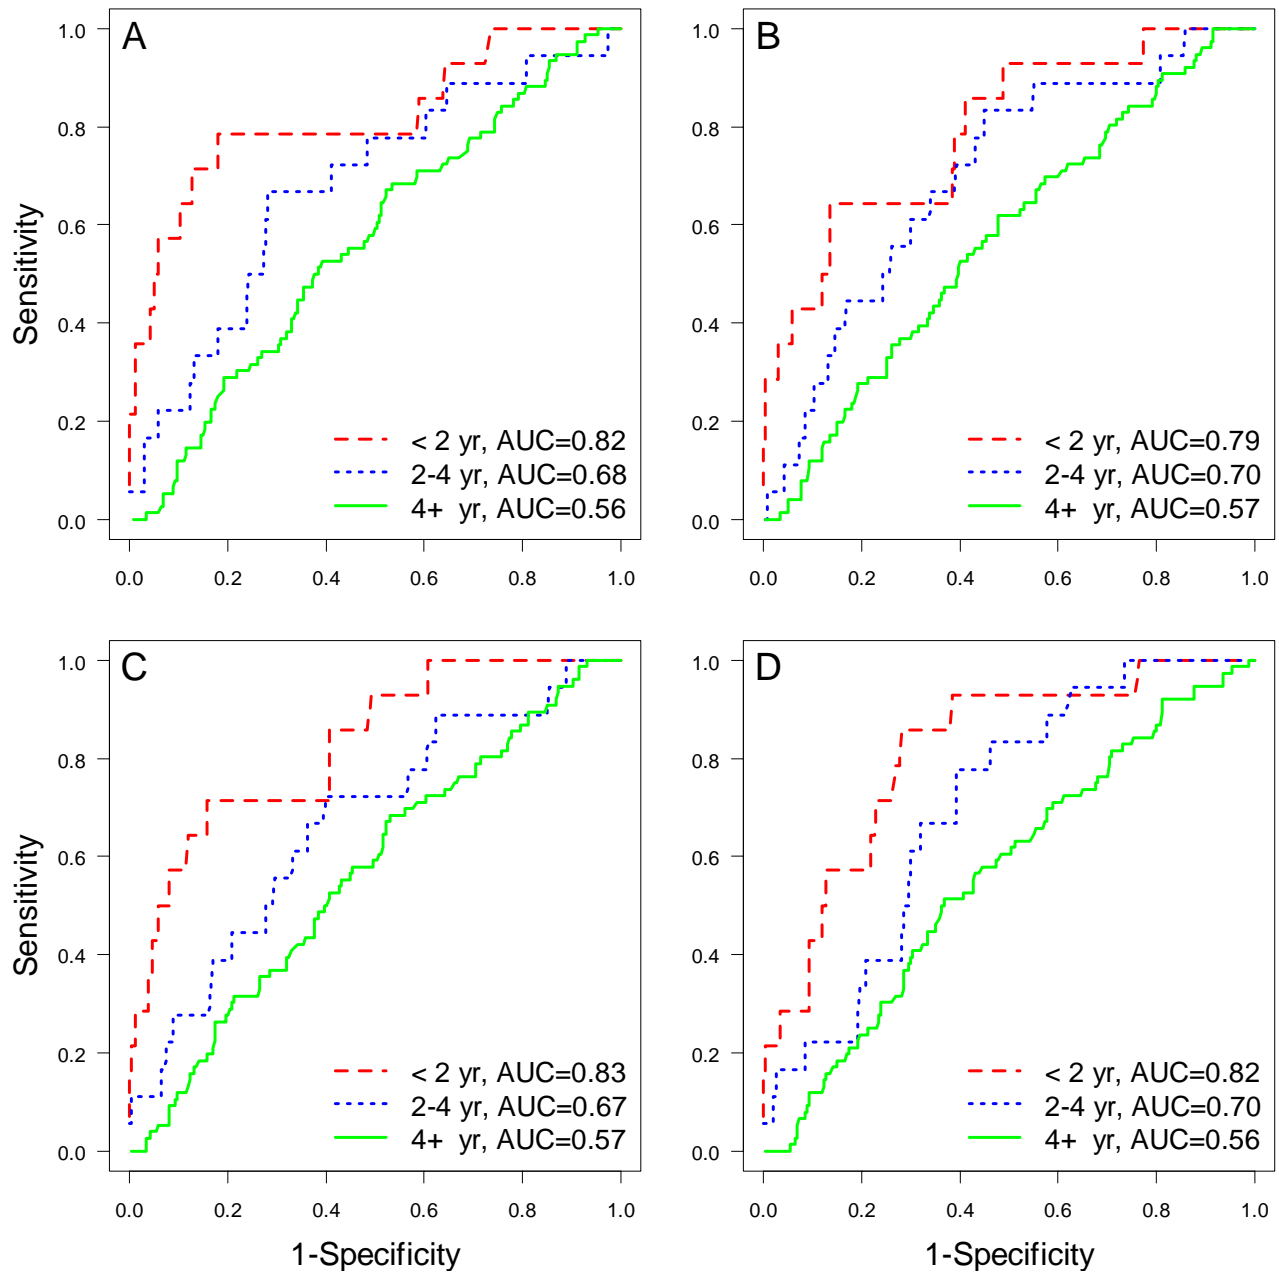 A
Sensitivity
1.0
0.8
0.6
0.4
0.2
0.0
< 2 yr, AUC=0.82
2-4 yr, AUC=0.68
4+ yr, AUC=0.56
0.0 0.2 0.4 0.6 0.8 1.0
B
1.0
0.8
0.6
0.4
0.2
0.0
< 2 yr, AUC=0.79
2-4 yr, AUC=0.70
4+ yr, AUC=0.57
0.0 0.2 0.4 0.6 0.8 1.0
C
Sensitivity
1.0
0.8
0.6
0.4
0.2
0.0
< 2 yr, AUC=0.83
2-4 yr, AUC=0.67
4+ yr, AUC=0.57
0.0 0.2 0.4 0.6 0.8 1.0
1-Specificity
D
1.0
0.8
0.6
0.4
0.2
0.0
< 2 yr, AUC=0.82
2-4 yr, AUC=0.70
4+ yr, AUC=0.56
0.0 0.2 0.4 0.6 0.8 1.0
1-Specificity